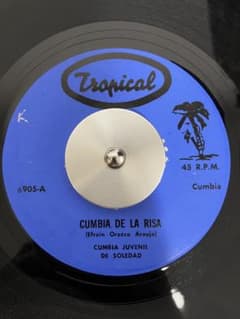 Tropical
45 R.P.M.
6905-A
Cumbia
CUMBIA DE LA RISA
(Efrain Orozco Araujo)
CUMBIA JUVENIL
DE SOLEDAD